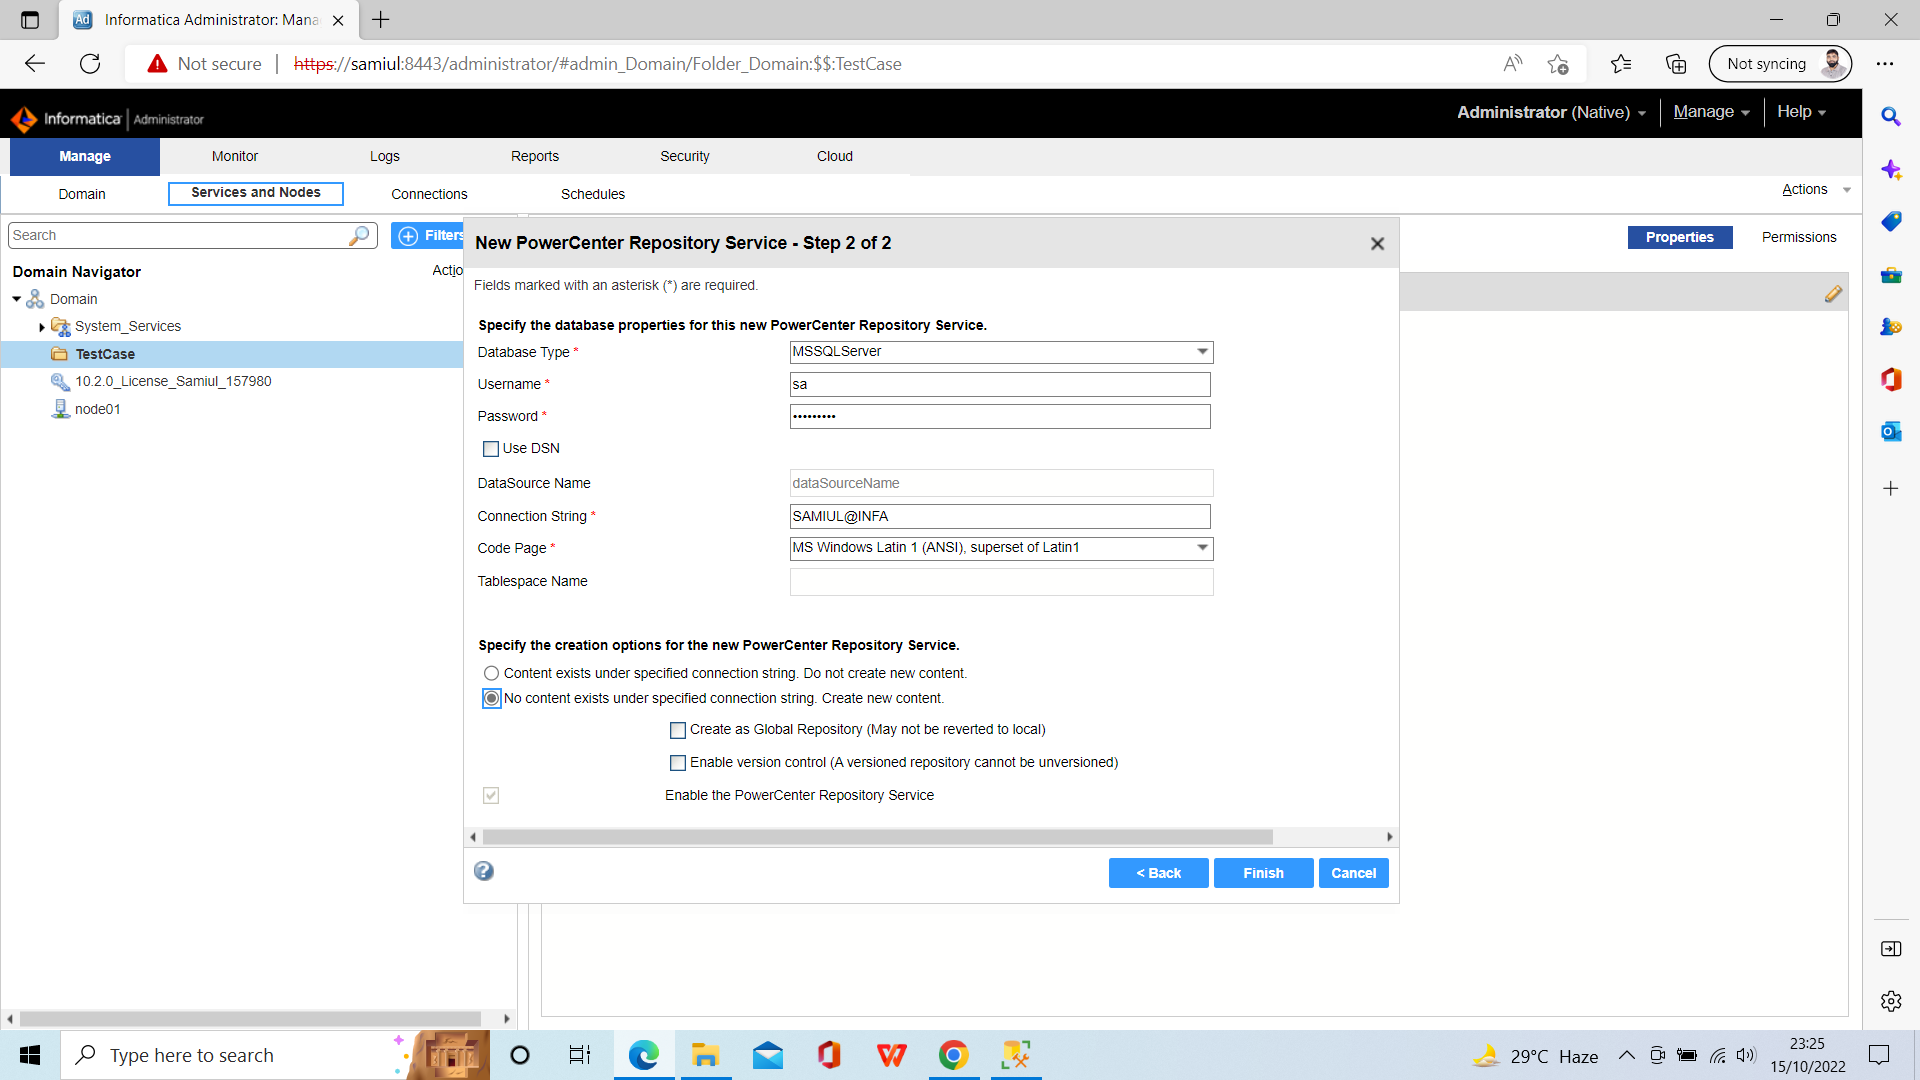 Informatica Administrator: Mana
Not secure
https://samiul:8443/administrator/#admin_Domain/Folder_Domain:$$:TestCase
Not syncing
Informatica Administrator
Administrator (Native)
Manage
Help
Manage
Monitor
Logs
Reports
Security
Cloud
Domain
Services and Nodes
Connections
Schedules
Actions
Search
Filters
Domain Navigator
Actio
Domain
System_Services
TestCase
10.2.0_License_Samiul_157980
node01
Properties
Permissions
New PowerCenter Repository Service - Step 2 of 2
Fields marked with an asterisk (*) are required.
Specify the database properties for this new PowerCenter Repository Service.
Database Type *
MSSQLServer
Username *
sa
Password *
•••••••••
Use DSN
DataSource Name
dataSourceName
Connection String *
SAMIUL@INFA
Code Page *
MS Windows Latin 1 (ANSI), superset of Latin1
Tablespace Name
Specify the creation options for the new PowerCenter Repository Service.
Content exists under specified connection string. Do not create new content.
No content exists under specified connection string. Create new content.
Create as Global Repository (May not be reverted to local)
Enable version control (A versioned repository cannot be unversioned)
Enable the PowerCenter Repository Service
< Back
Finish
Cancel
Type here to search
29°C Haze
23:25
15/10/2022